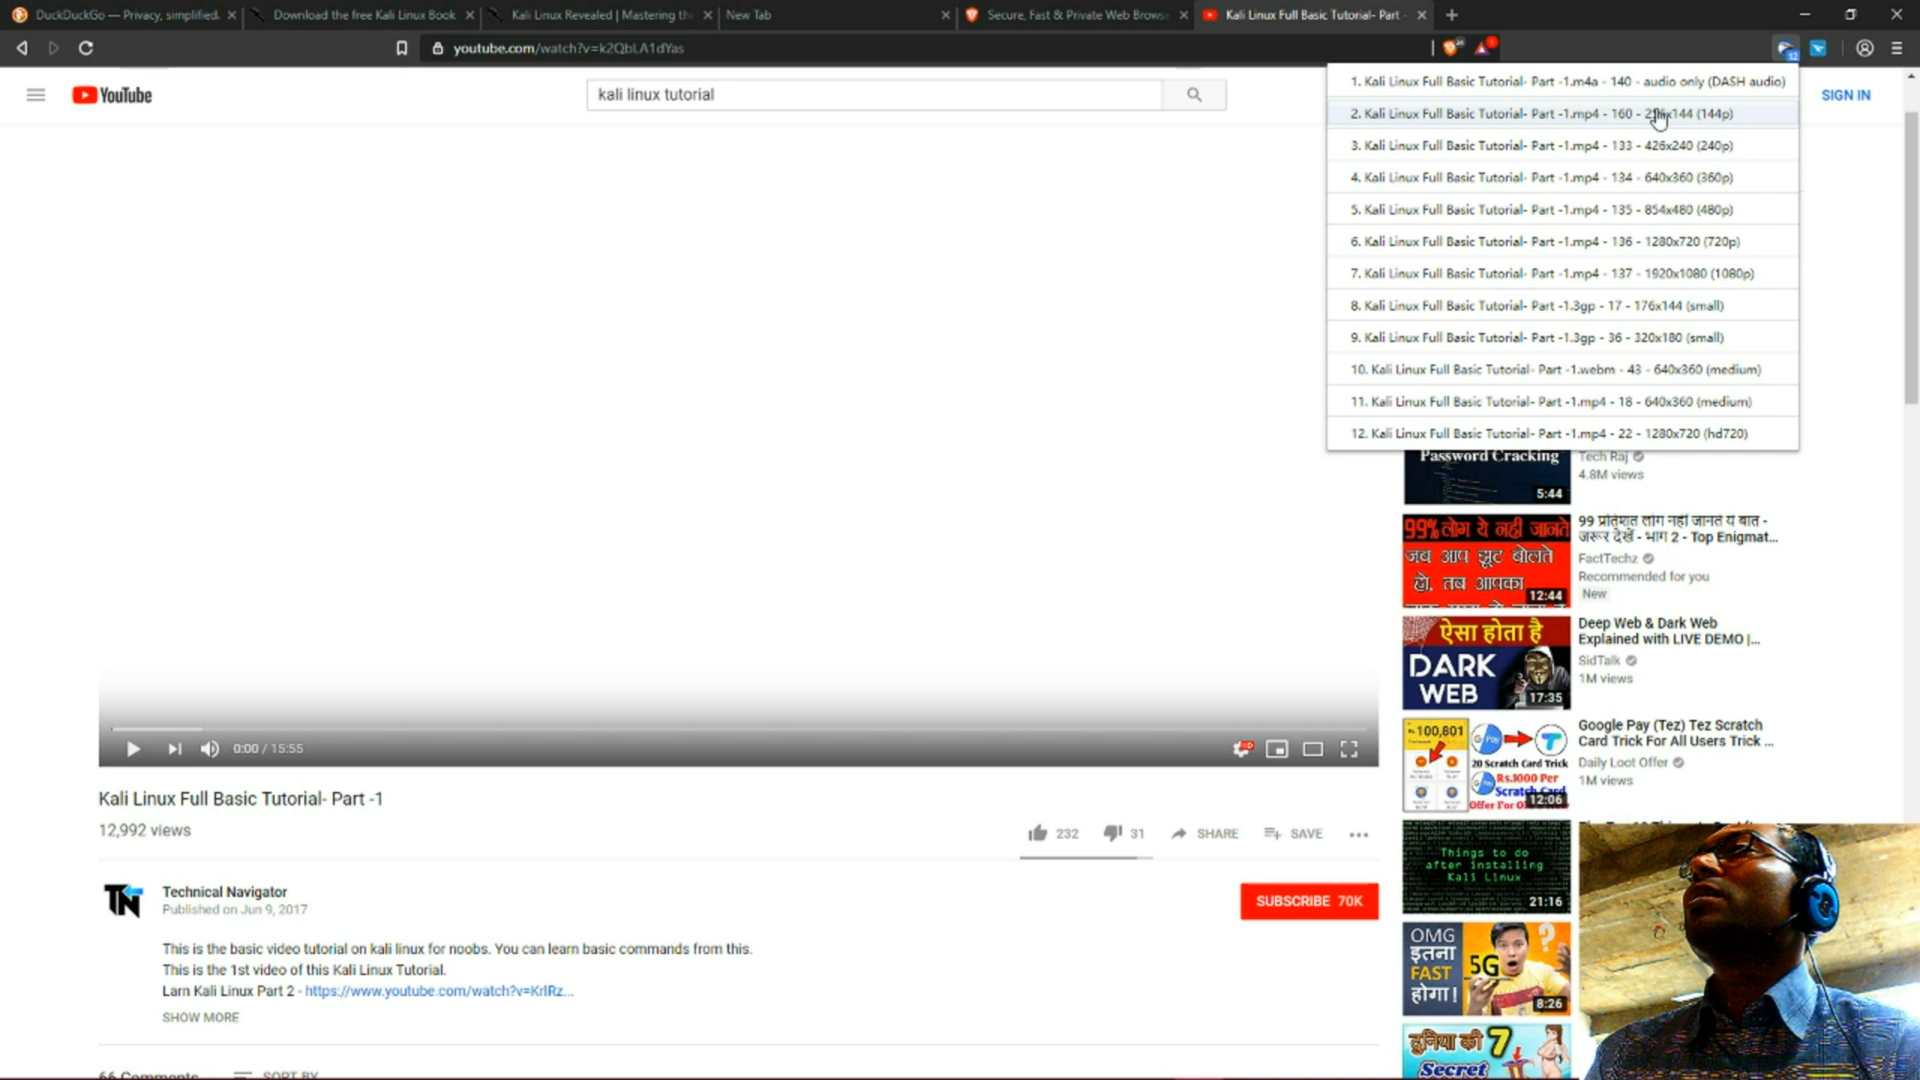 DuckDuckGo — Privacy, simplified.
Download the free Kali Linux Book
Kali Linux Revealed | Mastering th
New Tab
Secure, Fast & Private Web Browse
Kali Linux Full Basic Tutorial- Part -
youtube.com/watch?v=k2QbLA1dYas
12
YouTube
kali linux tutorial
SIGN IN
1. Kali Linux Full Basic Tutorial- Part -1.m4a - 140 - audio only (DASH audio)
2. Kali Linux Full Basic Tutorial- Part -1.mp4 - 160 - 256x144 (144p)
3. Kali Linux Full Basic Tutorial- Part -1.mp4 - 133 - 426x240 (240p)
4. Kali Linux Full Basic Tutorial- Part -1.mp4 - 134 - 640x360 (360p)
5. Kali Linux Full Basic Tutorial- Part -1.mp4 - 135 - 854x480 (480p)
6. Kali Linux Full Basic Tutorial- Part -1.mp4 - 136 - 1280x720 (720p)
7. Kali Linux Full Basic Tutorial- Part -1.mp4 - 137 - 1920x1080 (1080p)
8. Kali Linux Full Basic Tutorial- Part -1.3gp - 17 - 176x144 (small)
9. Kali Linux Full Basic Tutorial- Part -1.3gp - 36 - 320x180 (small)
10. Kali Linux Full Basic Tutorial- Part -1.webm - 43 - 640x360 (medium)
11. Kali Linux Full Basic Tutorial- Part -1.mp4 - 18 - 640x360 (medium)
12. Kali Linux Full Basic Tutorial- Part -1.mp4 - 22 - 1280x720 (hd720)
Password Cracking
5:44
Tech Raj
4.8M views
99% लोग ये नहीं जानते
जब आप झूट बोलते
हो, तब आपका
12:44
99 प्रतिशत लोग नहीं जानते ये बात -
जरूर देखें - भाग 2 - Top Enigmat...
FactTechz
Recommended for you
New
ऐसा होता है
DARK
WEB
17:35
Deep Web & Dark Web
Explained with LIVE DEMO |...
SidTalk
1M views
100,801
20 Scratch Card Trick
Rs.1000 Per
Scratch Card
12:06
Google Pay (Tez) Tez Scratch
Card Trick For All Users Trick ...
Daily Loot Offer
1M views
Things to do
after installing
Kali Linux
21:16
OMG
इतना
FAST
होगा!
5G
?
8:26
दुनिया की 7
Secret
0:00 / 15:55
HD
Kali Linux Full Basic Tutorial- Part -1
12,992 views
232
31
SHARE
SAVE
TN
Technical Navigator
Published on Jun 9, 2017
SUBSCRIBE 70K
This is the basic video tutorial on kali linux for noobs. You can learn basic commands from this.
This is the 1st video of this Kali Linux Tutorial.
Larn Kali Linux Part 2 - https://www.youtube.com/watch?v=KrlRz...
SHOW MORE
66 Comments
SORT BY